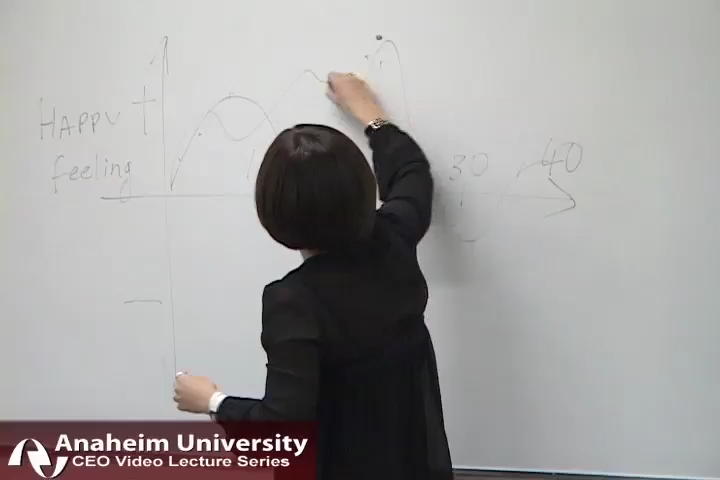 HAPPY +
feeling
30 40
—
Anaheim University
CEO Video Lecture Series